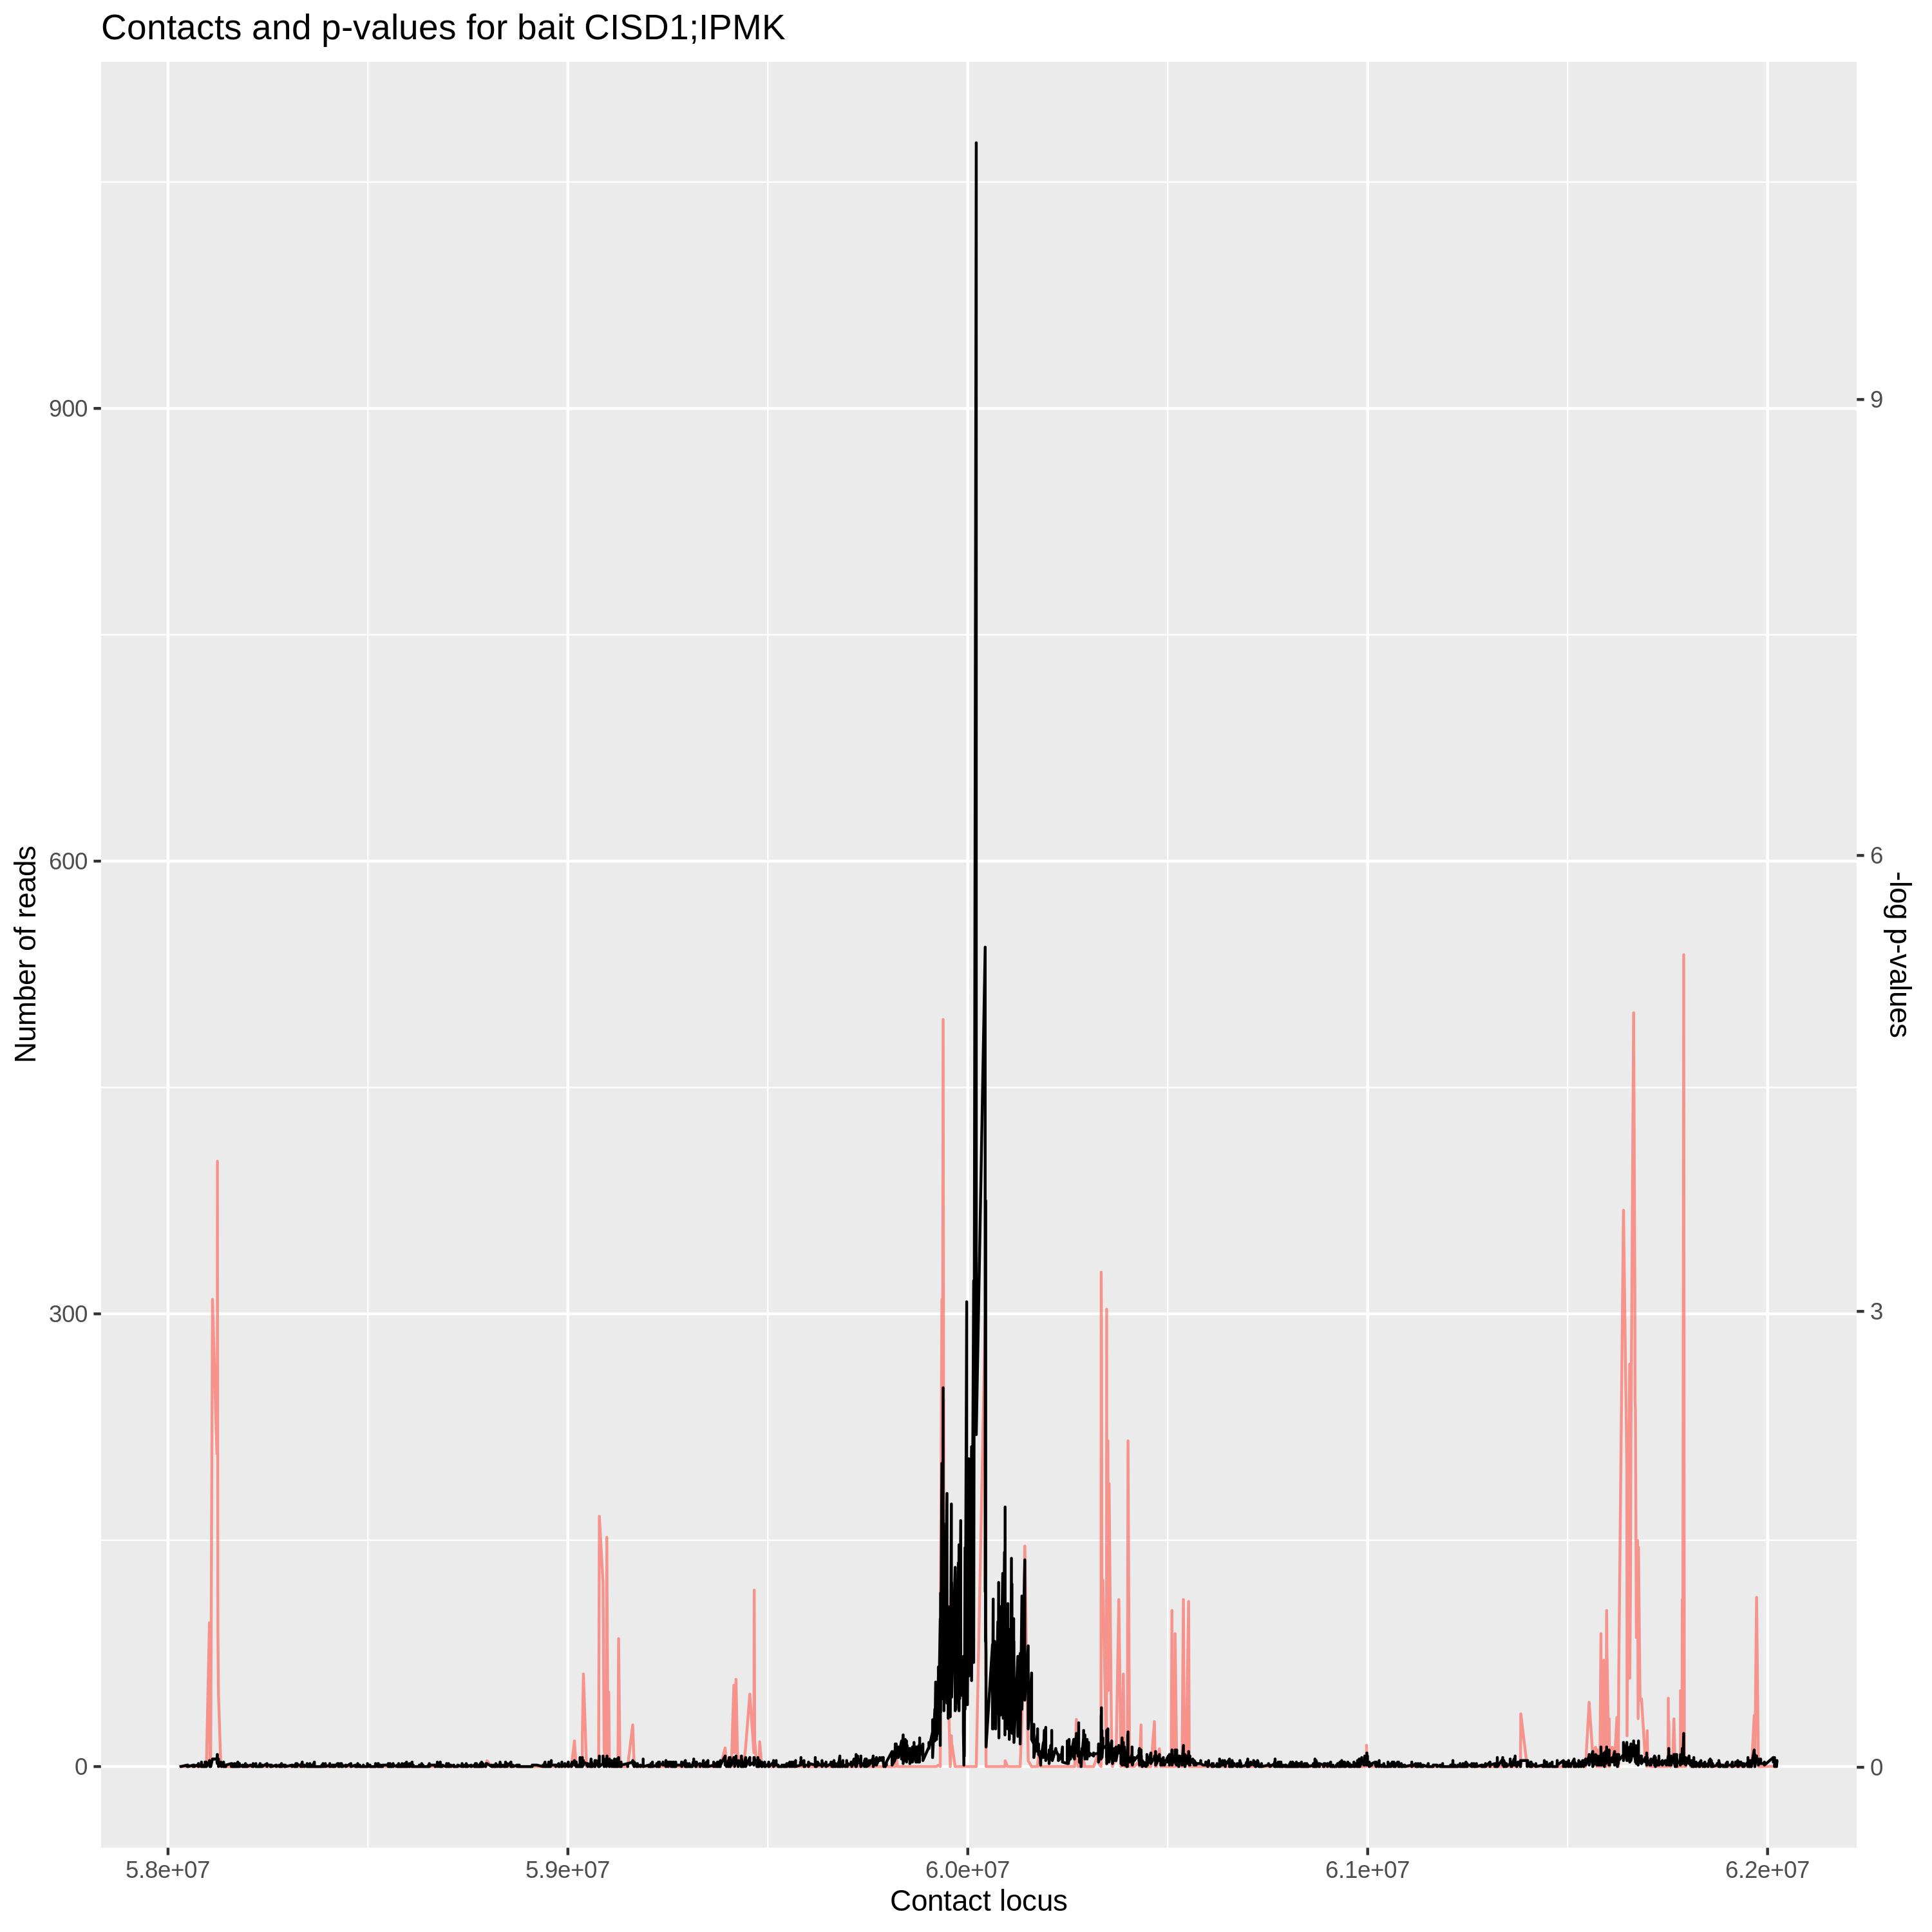 Contacts and p-values for bait CISD1;IPMK
Number of reads
900
600
300
0
9
6
3
0
-log p-values
5.8e+07
5.9e+07
6.0e+07
6.1e+07
6.2e+07
Contact locus